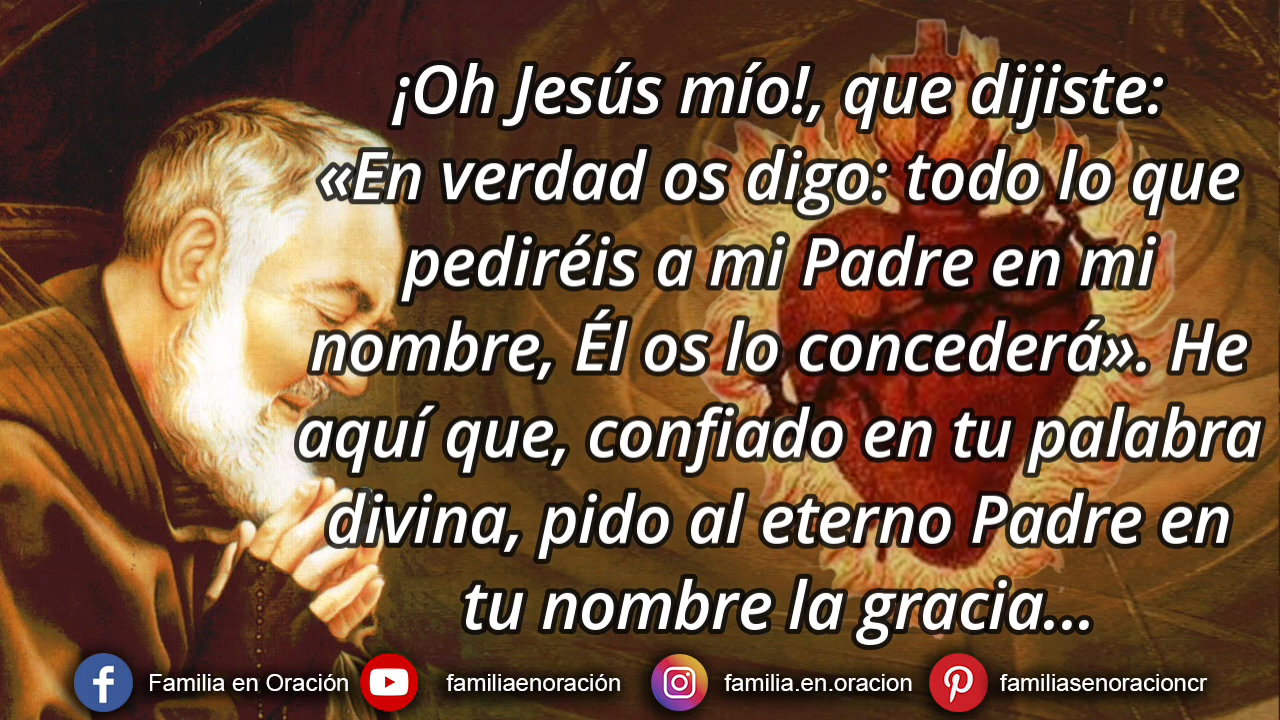 ¡Oh Jesús mío!, que dijiste:
«En verdad os digo: todo lo que
pediréis a mi Padre en mi
nombre, Él os lo concederá». He
aquí que, confiado en tu palabra
divina, pido al eterno Padre en
tu nombre la gracia...
Familia en Oración familiaenoración familia.en.oracion familiasenoracioncr